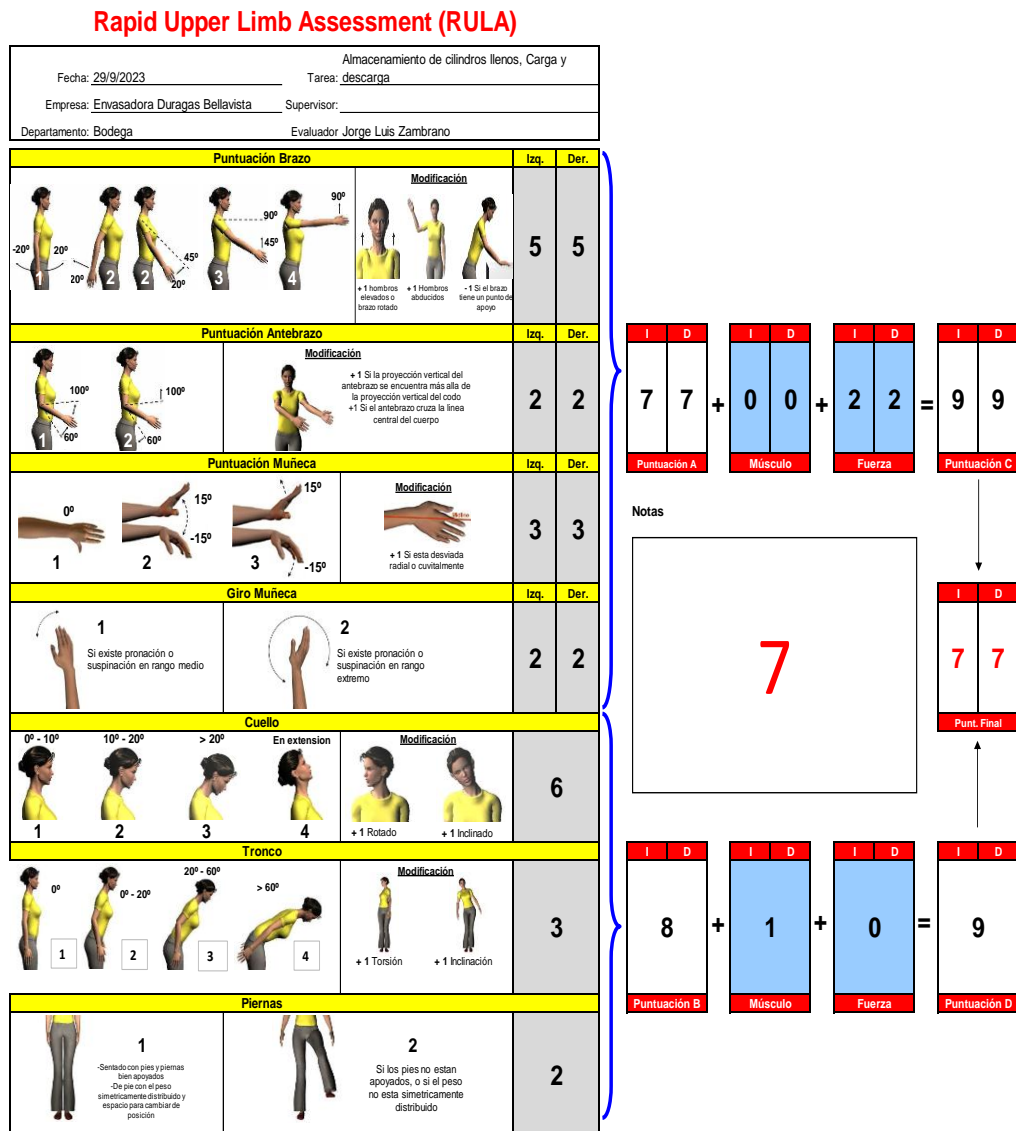 Rapid Upper Limb Assessment (RULA)
Fecha: 29/9/2023
Almacenamiento de cilindros llenos, Carga y
Tarea: descarga
Empresa: Envasadora Duragas Bellavista Supervisor:
Departamento: Bodega Evaluador Jorge Luis Zambrano
Puntuación Brazo Izq. Der.
Modificación
-20º 20º
1
20º
2
2
45º
20º
90º
45º
3
90º
4
+ 1 hombros
elevados o
brazo rotado
+ 1 Hombros
abducidos
- 1 Si el brazo
tiene un punto de
apoyo
5 5
Puntuación Antebrazo Izq. Der.
100º
60º
1
100º
60º
2
Modificación
+ 1 Si la proyección vertical del
antebrazo se encuentra más alla de
la proyección vertical del codo
+1 Si el antebrazo cruza la linea
central del cuerpo
2 2
Puntuación Muñeca Izq. Der.
0º
1
15º
-15º
2
15º
-15º
3
Modificación
+ 1 Si esta desviada
radial o cuvitalmente
3 3
Giro Muñeca Izq. Der.
1
Si existe pronación o
suspinación en rango medio
2
Si existe pronación o
suspinación en rango
extremo
2 2
Cuello
0º - 10º 10º - 20º > 20º En extension
1 2 3 4
Modificación
+ 1 Rotado + 1 Inclinado
6
Tronco
0º 0º - 20º 20º - 60º > 60º
1 2 3 4
Modificación
+ 1 Torsión + 1 Inclinación
3
Piernas
1
-Sentado con pies y piernas
bien apoyados
-De pie con el peso
simetricamente distribuido y
espacio para cambiar de
posición
2
Si los pies no estan
apoyados, o si el peso
no esta simetricamente
distribuido
2
I D I D I D I D
7 7 + 0 0 + 2 2 = 9 9
Puntuación A Músculo Fuerza Puntuación C
Notas
7
I D
7 7
Punt. Final
I D I D I D I D
8 + 1 + 0 = 9
Puntuación B Músculo Fuerza Puntuación D